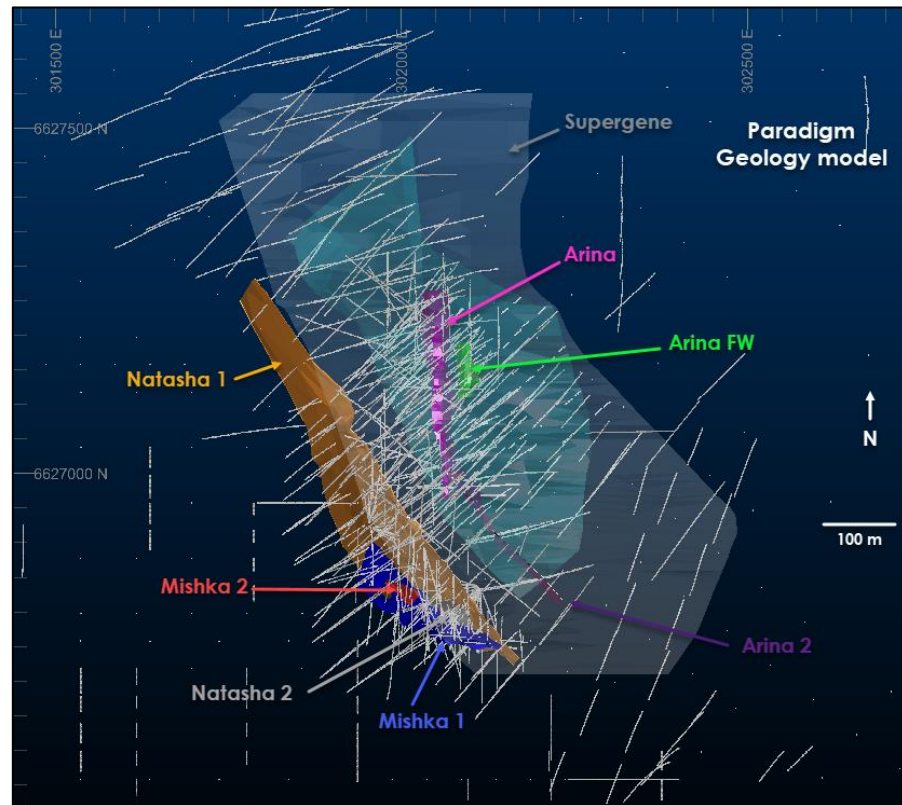 301500 E
302000 E
302500 E
6627500 N
Supergene
Paradigm
Geology model
Arina
Arina FW
Natasha 1
N
6627000 N
100 m
Mishka 2
Arina 2
Natasha 2
Mishka 1